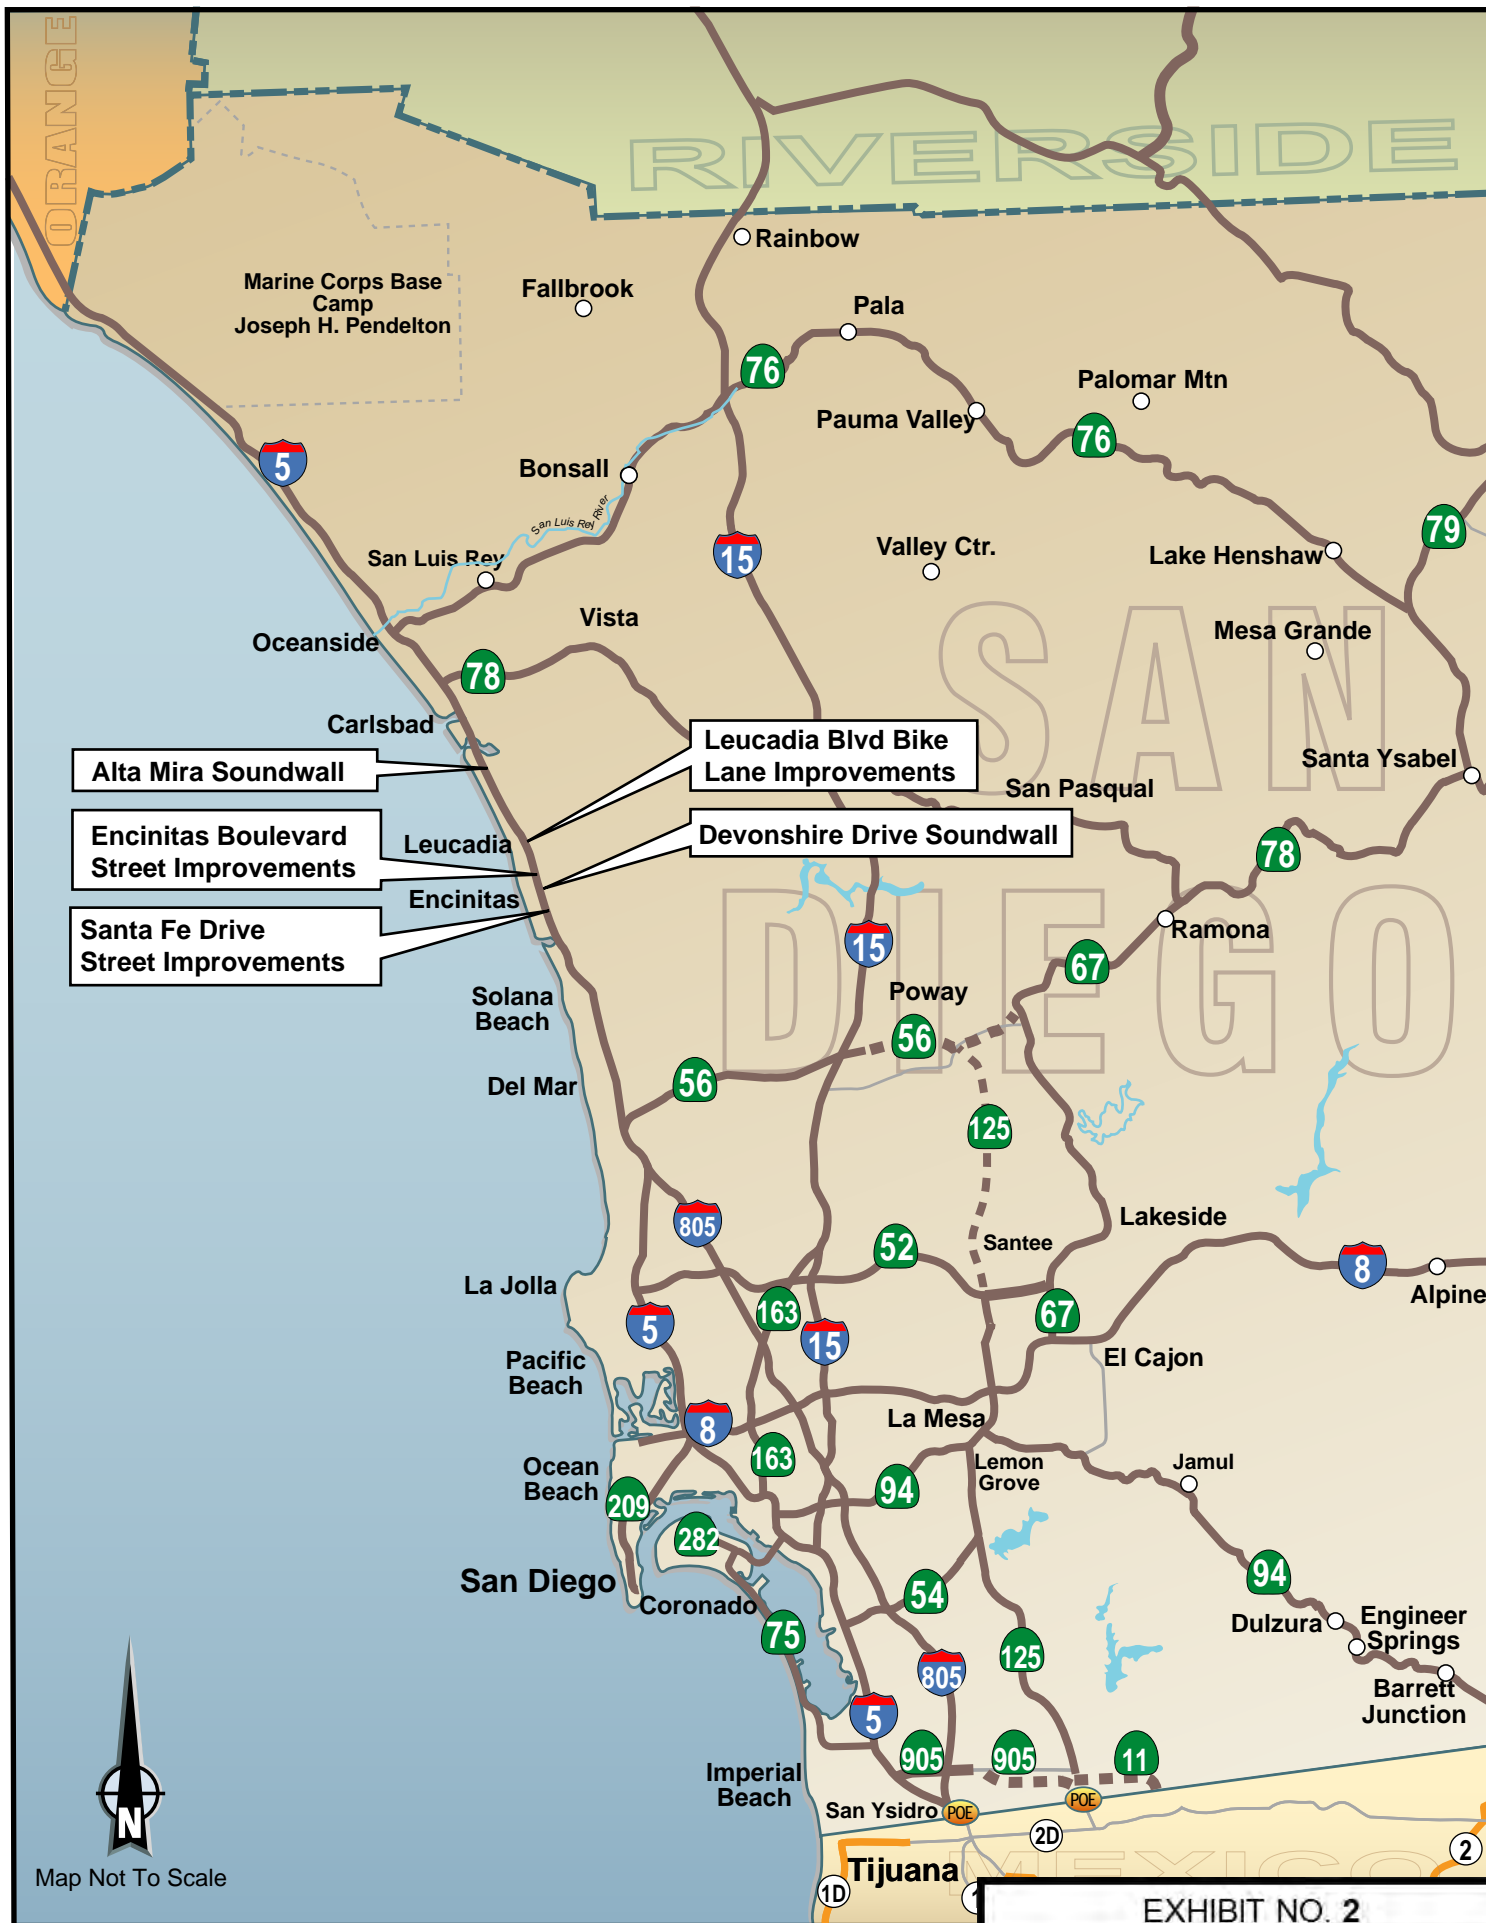 ORANGE
RIVERSIDE
Rainbow
Marine Corps Base
Camp
Joseph H. Pendelton
Fallbrook
Pala
76
Palomar Mtn
Pauma Valley
76
5
Bonsall
San Luis Rey River
79
15
Valley Ctr.
Lake Henshaw
San Luis Rey
Vista
Mesa Grande
Oceanside
78
SAN
Carlsbad
Leucadia Blvd Bike
Lane Improvements
Alta Mira Soundwall
Santa Ysabel
San Pasqual
Encinitas Boulevard
Street Improvements
Leucadia
Devonshire Drive Soundwall
78
Encinitas
DIEGO
Santa Fe Drive
Street Improvements
15
Ramona
67
Solana
Beach
Poway
56
Del Mar
56
125
805
Lakeside
52
Santee
8
La Jolla
Alpine
163
67
5
15
Pacific
Beach
El Cajon
8
La Mesa
163
Ocean
Beach
Lemon
Grove
Jamul
94
209
282
San Diego
94
54
Coronado
75
Dulzura
Engineer
Springs
125
805
Barrett
Junction
5
905
905
11
Imperial
Beach
San Ysidro
POE
POE
N
Map Not To Scale
2D
2
Tijuana
MEXICO
1D
1
EXHIBIT NO. 2